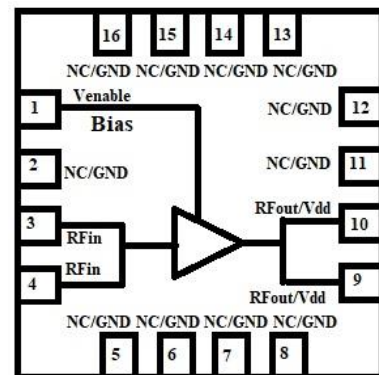 16 15 14 13
NC/GND NC/GND NC/GND NC/GND
1 Venable
Bias
NC/GND 12
2 NC/GND
NC/GND 11
3 RFin
RFout/Vdd 10
4 RFin
RFout/Vdd 9
NC/GND NC/GND NC/GND NC/GND
5 6 7 8